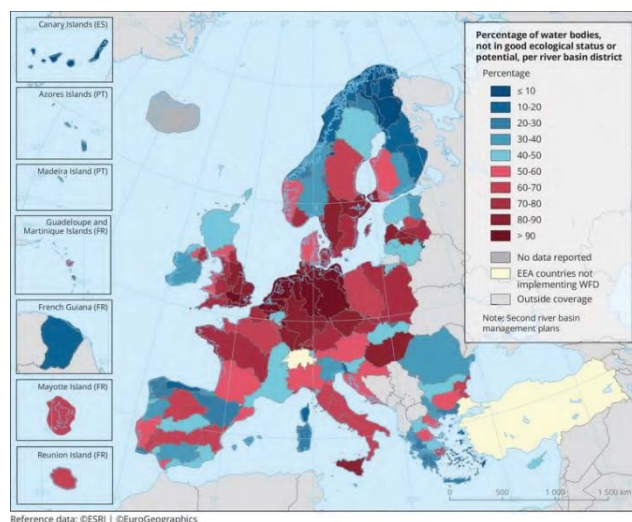 Canary Islands (ES)
Azores Islands (PT)
Madeira Island (PT)
Guadeloupe and
Martinique Islands (FR)
French Guiana (FR)
Mayotte Island (FR)
Reunion Island (FR)
Percentage of water bodies,
not in good ecological status or
potential, per river basin district
Percentage
≤ 10
10-20
20-30
30-40
40-50
50-60
60-70
70-80
80-90
> 90
No data reported
EEA countries not
implementing WFD
Outside coverage
Note: Second river basin
management plans
0 500 1 000 1 500 km
Reference data: ©ESRI | ©EuroGeographics